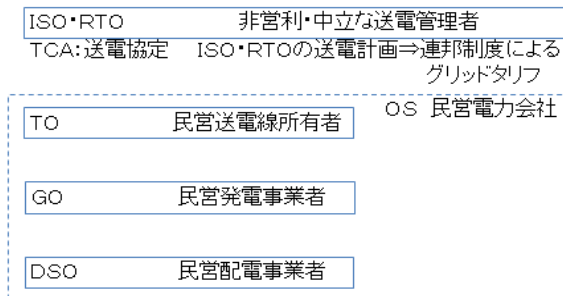 ISO・RTO 非営利・中立な送電管理者
TCA:送電協定 ISO・RTOの送電計画⇒連邦制度による
グリッドタリフ
OS 民営電力会社
TO 民営送電線所有者
GO 民営発電事業者
DSO 民営配電事業者